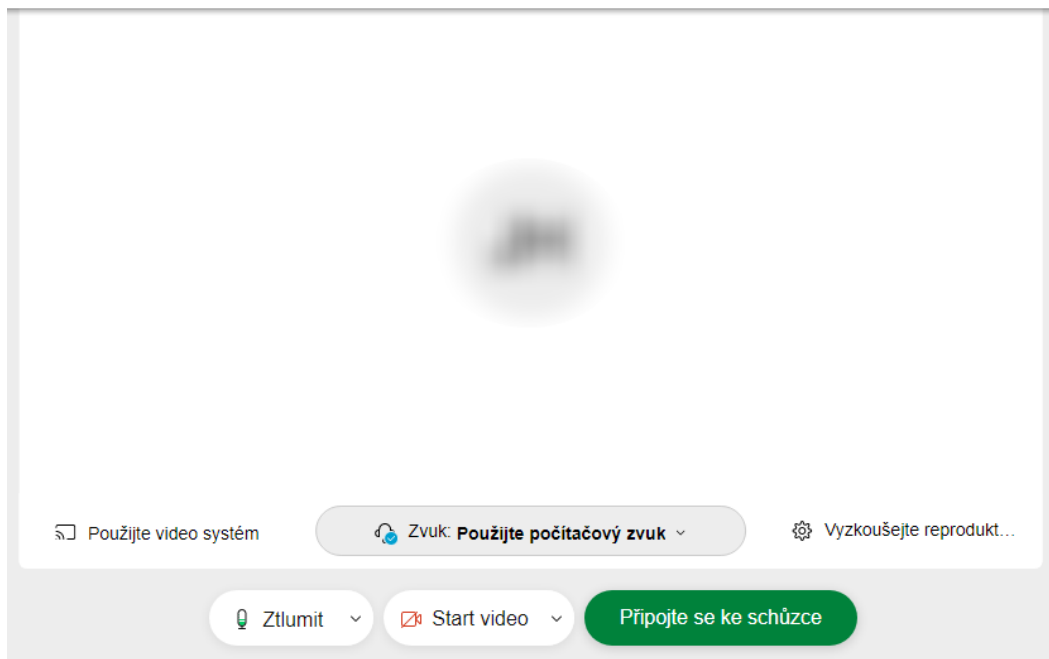 Použijte video systém
Zvuk: Použijte počítačový zvuk
Vyzkoušejte reprodukt...
Ztlumit
Start video
Připojte se ke schůzce